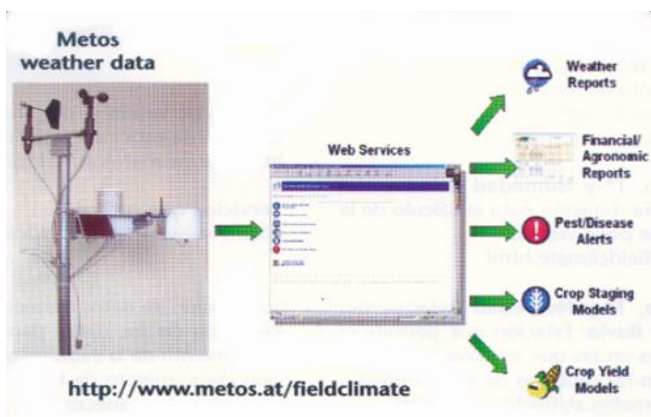 Metos
weather data
Web Services
Weather
Reports
Financial/
Agronomic
Reports
Pest/Disease
Alerts
Crop Staging
Models
Crop Yield
Models
http://www.metos.at/fieldclimate